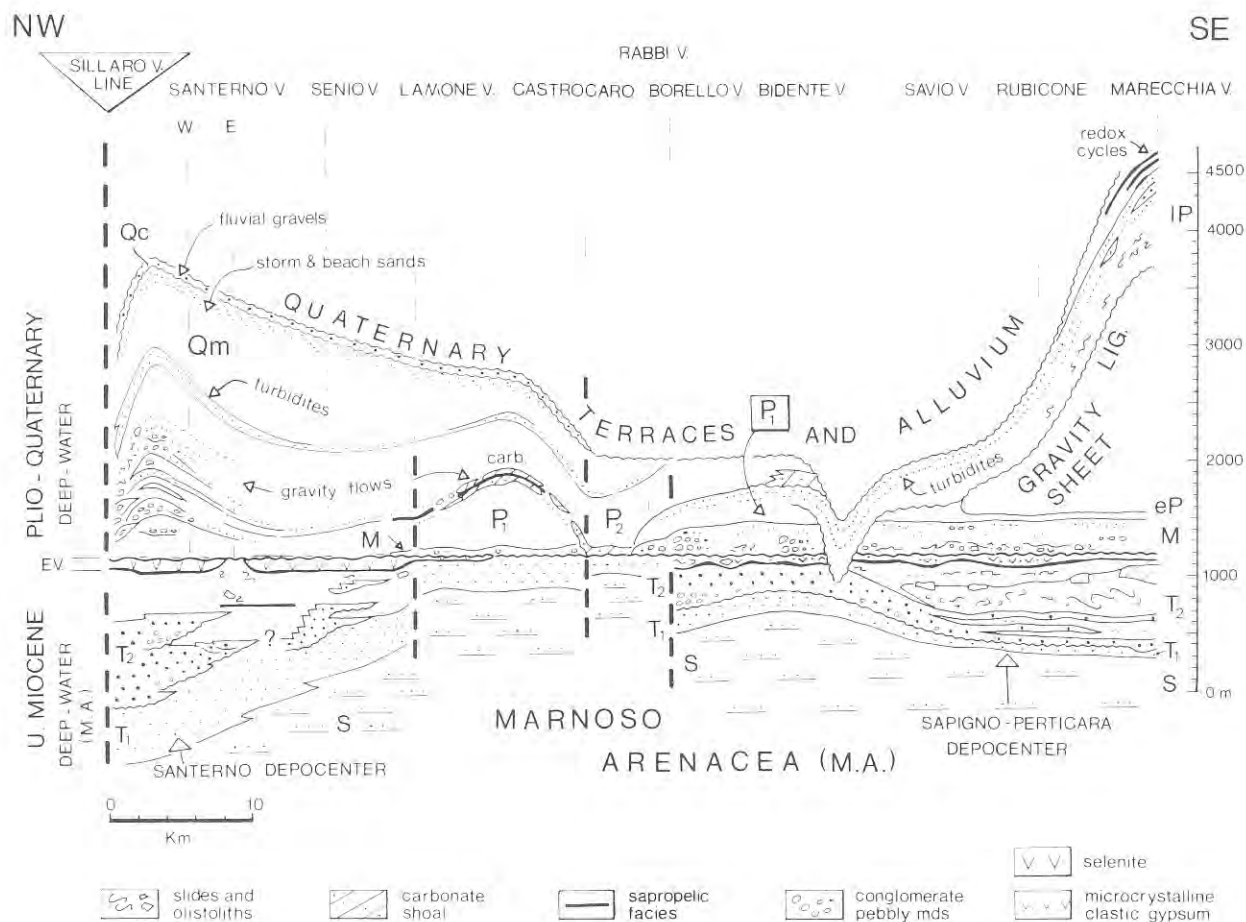 NW
SE
RABBI V.
SILLARO V.
LINE
SANTERNO V
SENIO V
LAMONE V.
CASTROCARO
BORELLO V.
BIDENTE V
SAVIO V
RUBICONE
MARECCHIA V.
W
E
redox
cycles
4500
IP
4000
Qc
fluvial gravels
storm & beach sands
QUATERNARY
Qm
turbidites
3000
LIG.
PLIO-QUATERNARY
DEEP-WATER
TERRACES AND ALLUVIUM
P1
GRAVITY
SHEET
turbidites
2000
carb.
gravity flows
P1
P2
eP
M
M
EV.
1000
T2
T1
T2
T1
S
S
0 m
T2
?
T1
S
U. MIOCENE
DEEP-WATER
(M.A.)
SANTERNO DEPOCENTER
MARNOSO
ARENACEA (M.A.)
SAPIGNO-PERTICARA
DEPOCENTER
0
10
Km
selenite
slides and
olistoliths
carbonate
shoal
sapropelic
facies
conglomerate
pebbly mds
microcrystalline
clastic gypsum